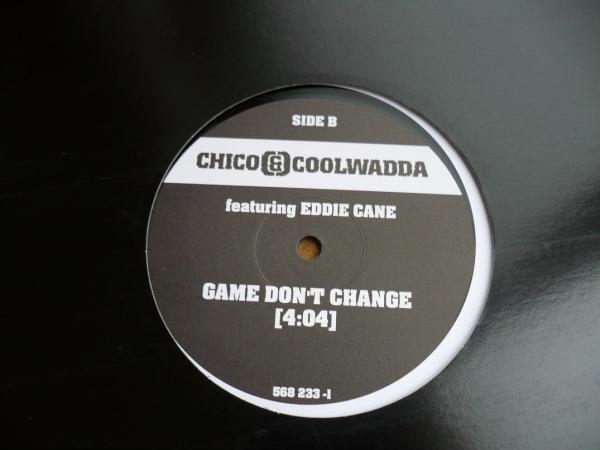 SIDE B
CHICO & COOLWADDA
featuring EDDIE CANE
GAME DON'T CHANGE
[4:04]
568 233 -1